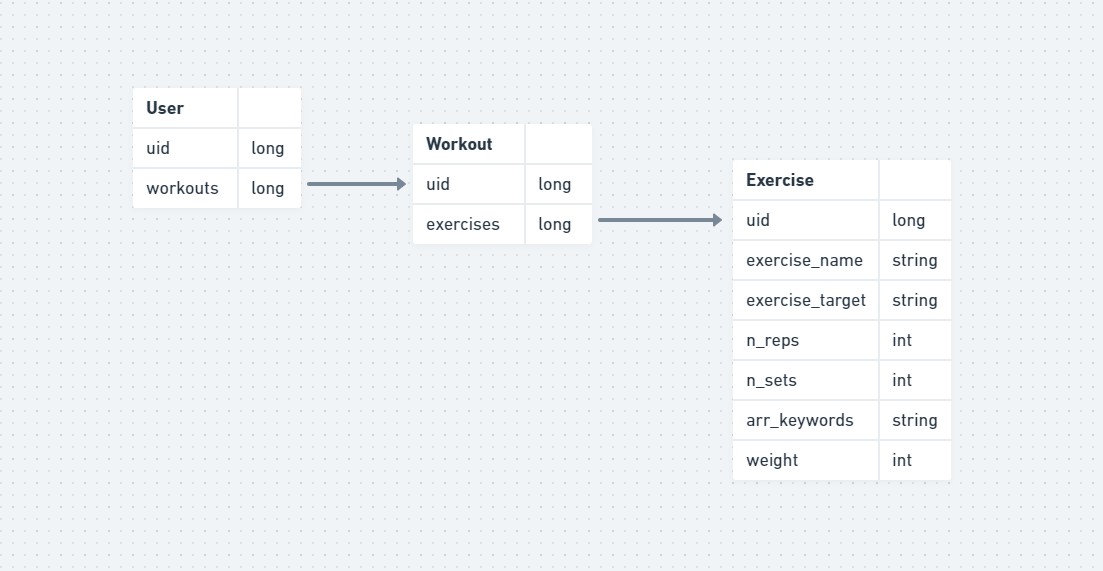 User
uid long
workouts long
Workout
uid long
exercises long
Exercise
uid long
exercise_name string
exercise_target string
n_reps int
n_sets int
arr_keywords string
weight int